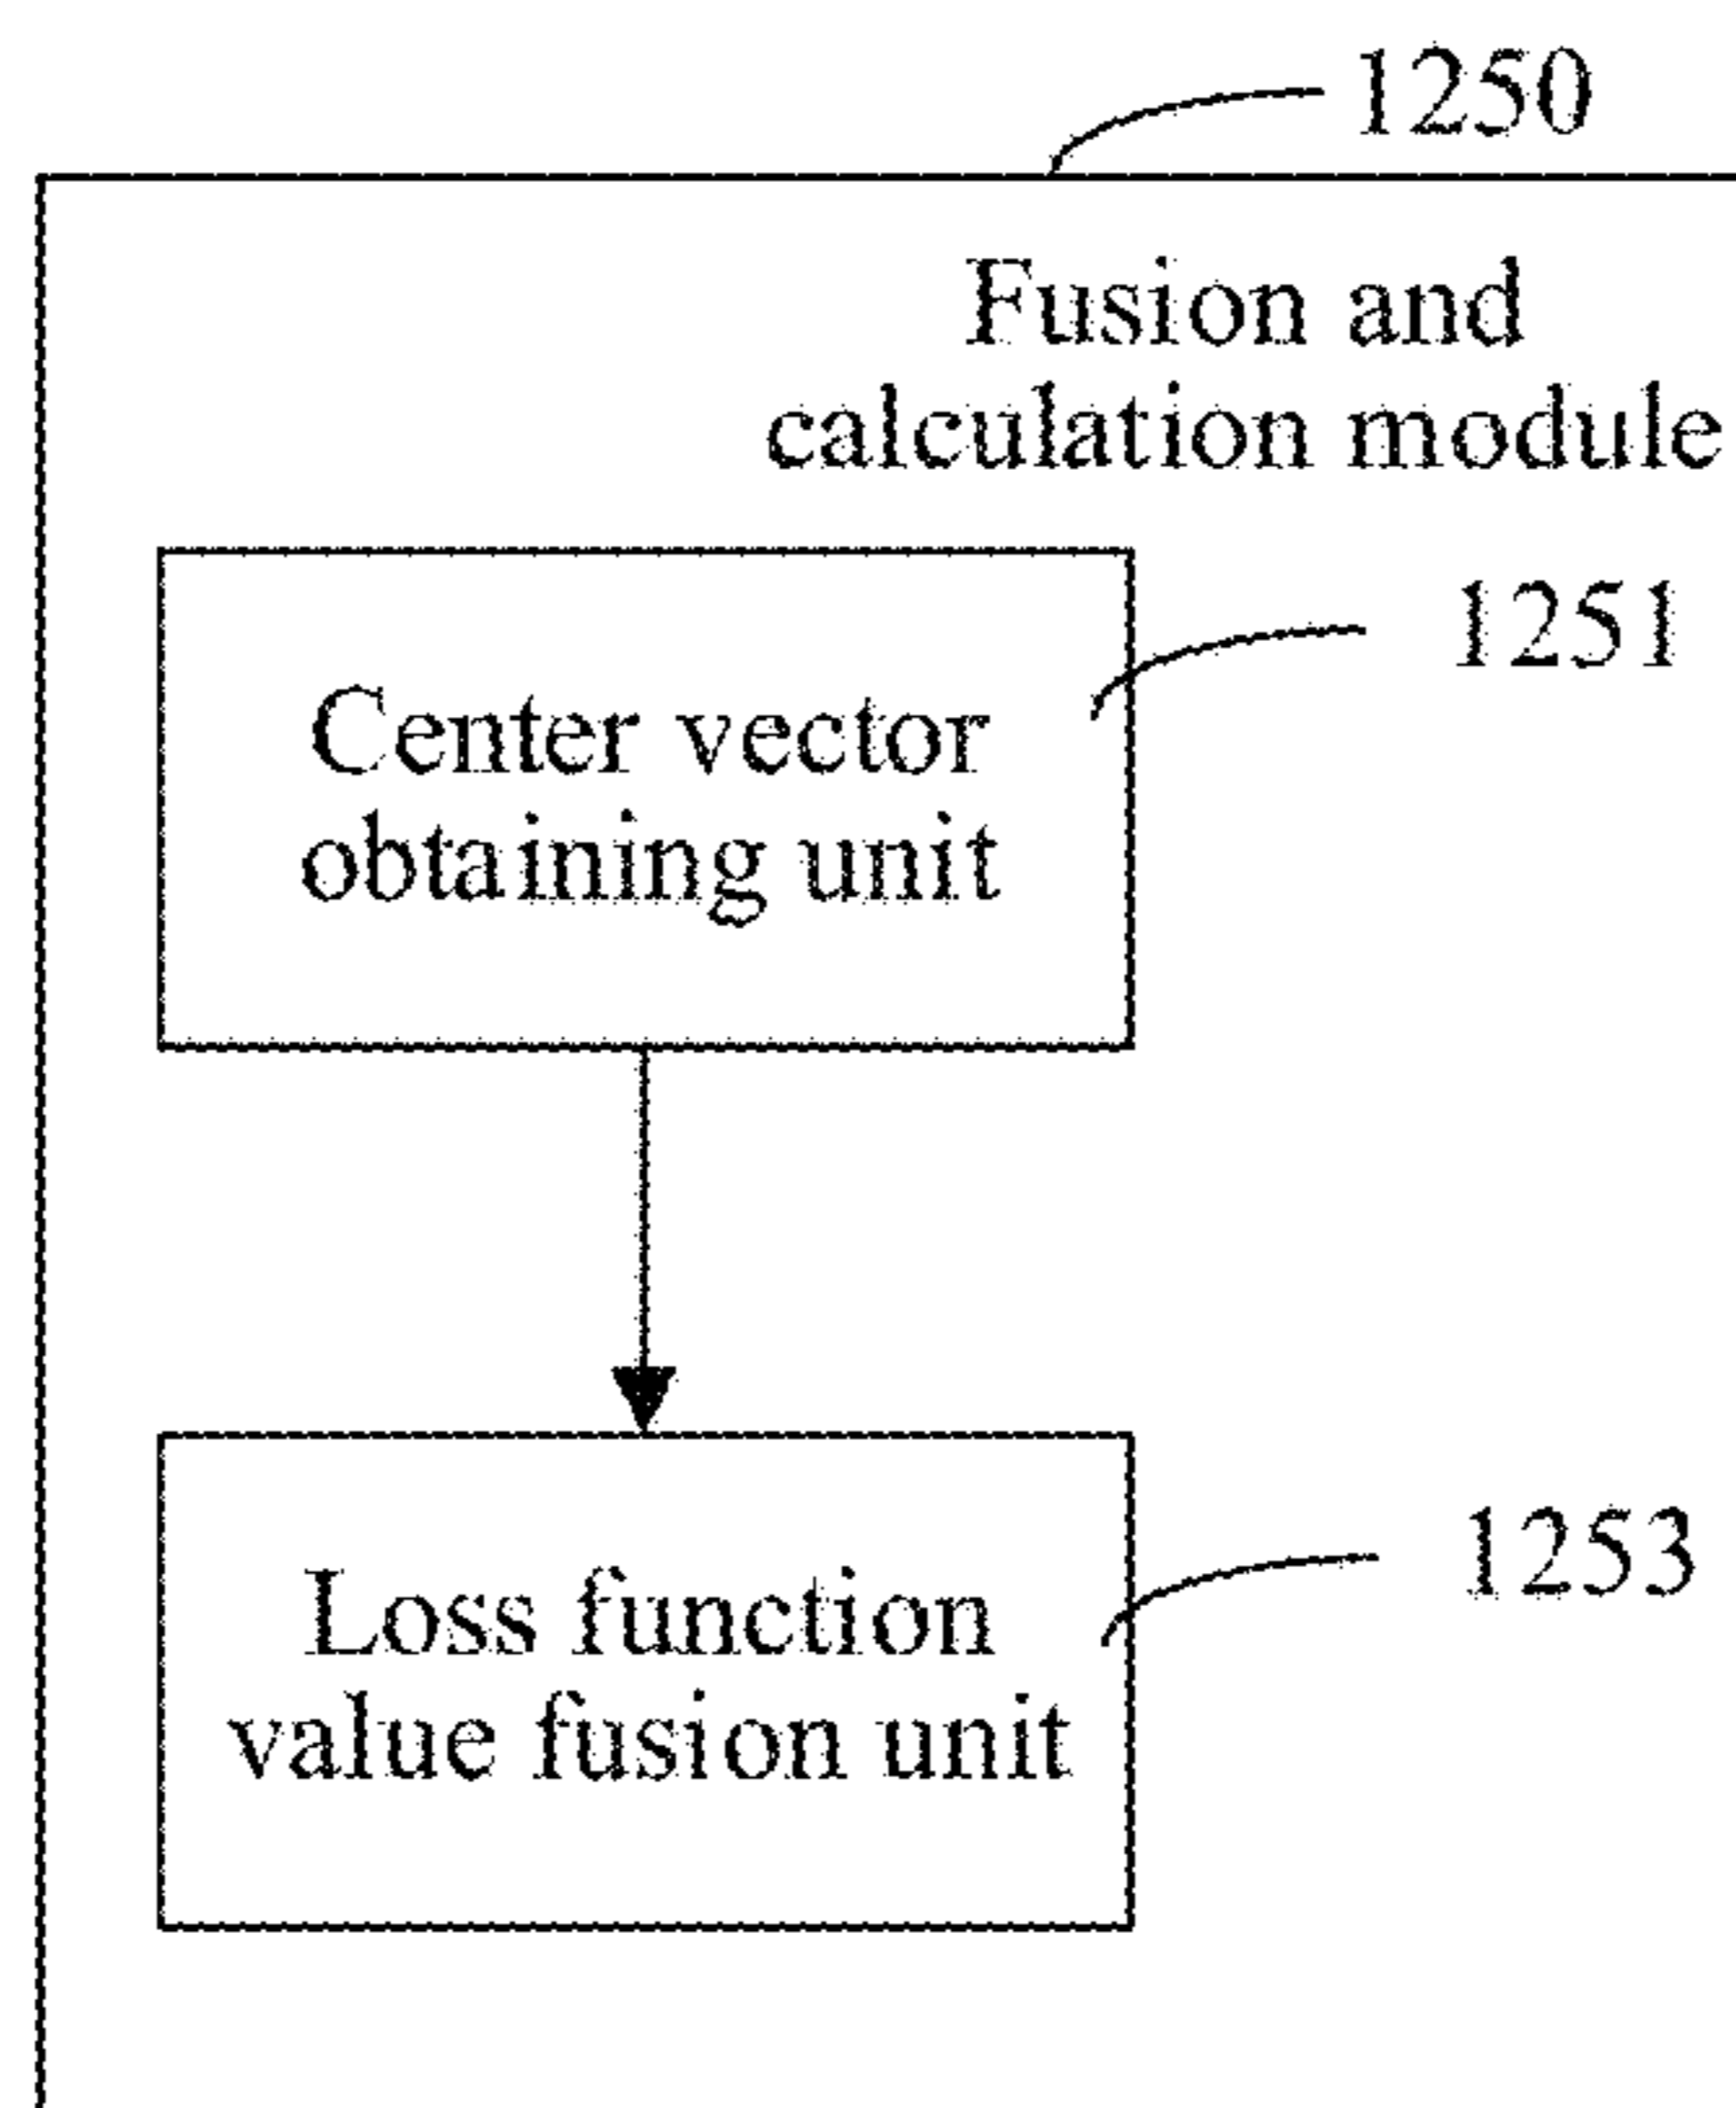 1250
Fusion and
calculation module
1251
Center vector
obtaining unit
1253
Loss function
value fusion unit